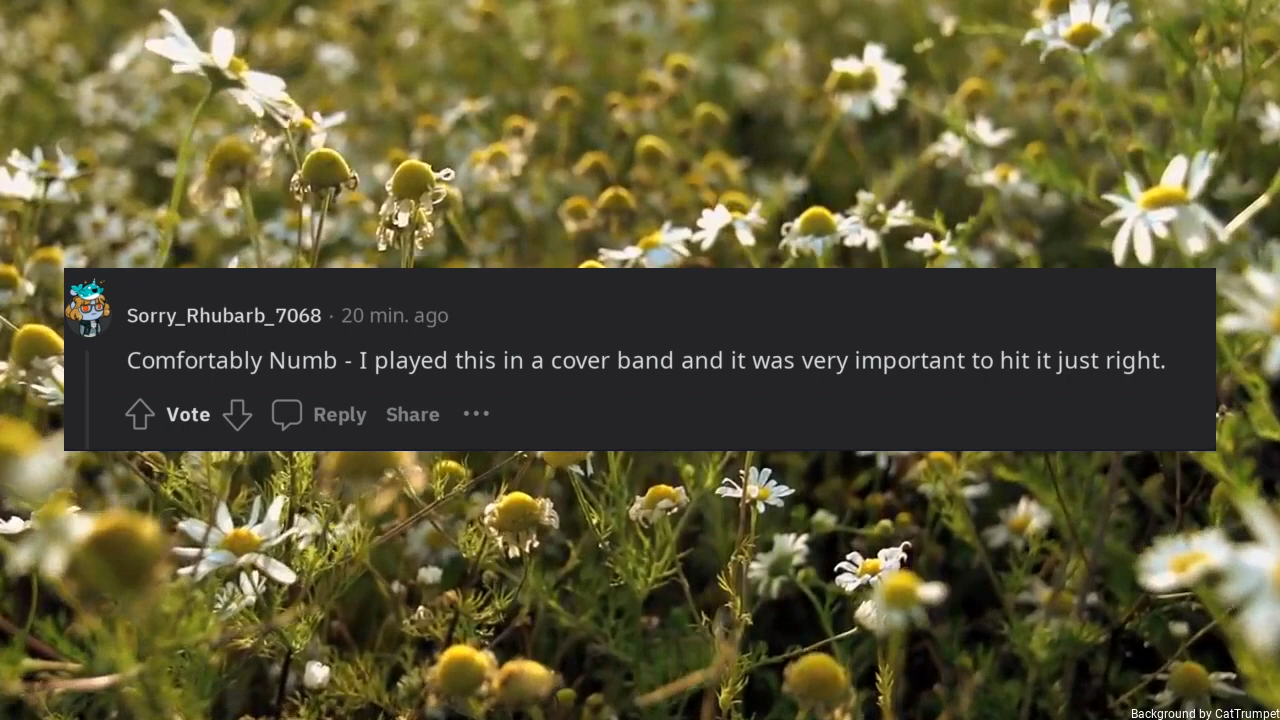 Sorry_Rhubarb_7068 · 20 min. ago
Comfortably Numb - I played this in a cover band and it was very important to hit it just right.
Vote Reply Share ···
Background by CatTrumpet